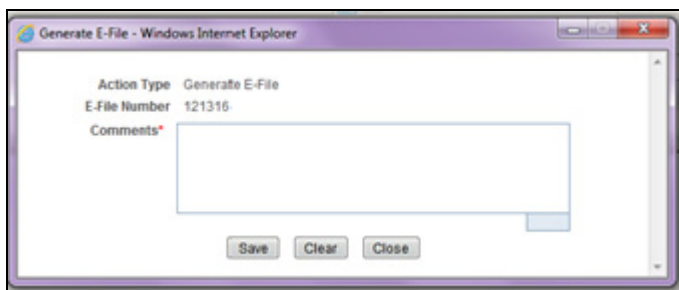 Generate E-File - Windows Internet Explorer
Action Type Generate E-File
E-File Number 121316
Comments*
Save Clear Close